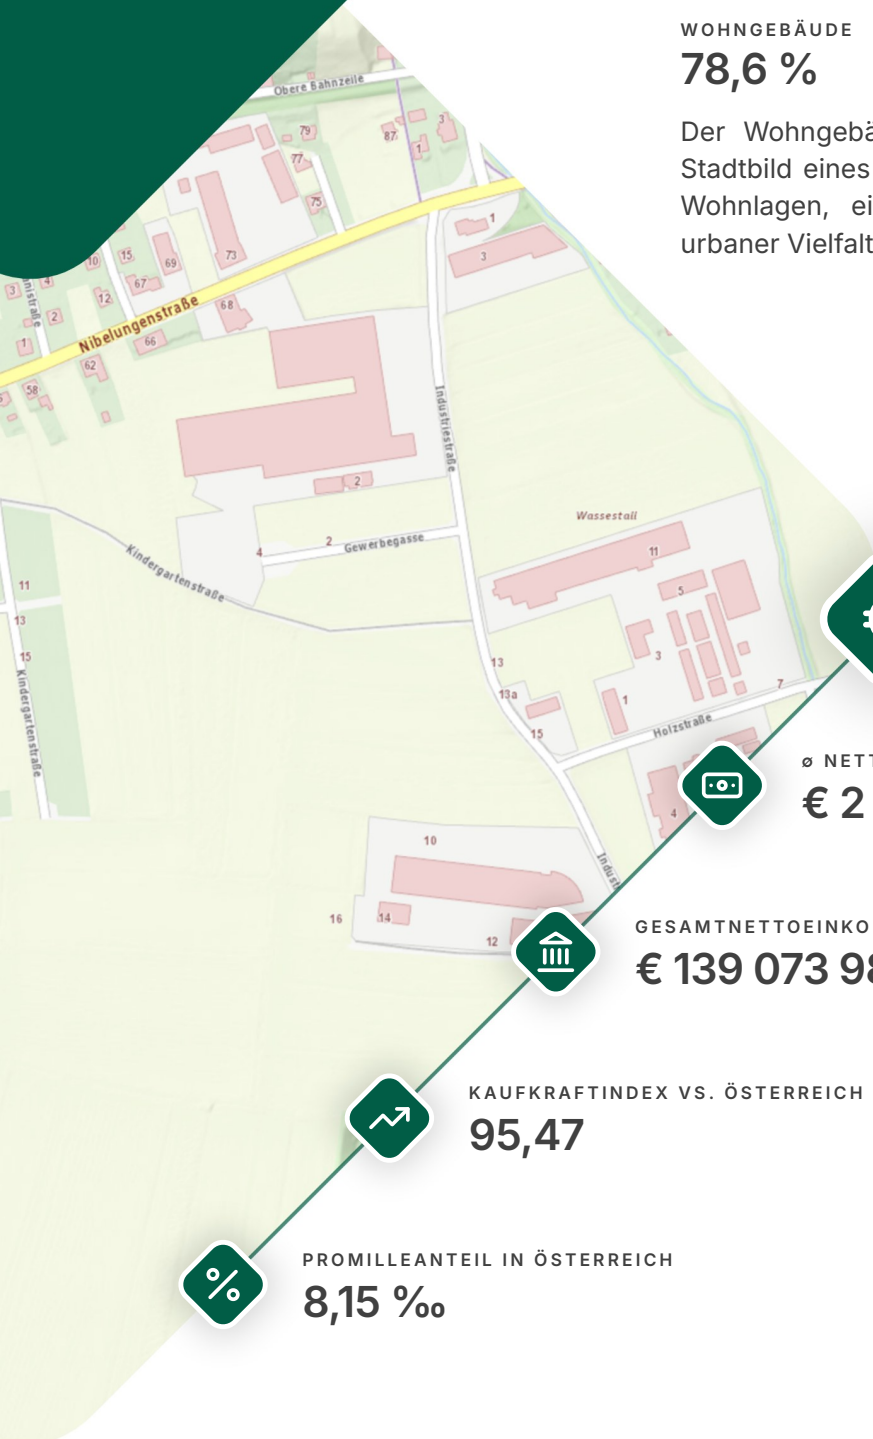 WOHNGEBÄUDE
78,6 %
Der Wohngebä
Stadtbild eines
Wohnlagen, ei
urbaner Vielfalt
Obere Bahnzeile
79
87
3
1
77
75
1
3
73
10
15
69
67
12
68
3
4
2
1
Nibelungenstraße
66
62
58
Industriestraße
2
Wassestall
2
4
Gewerbegasse
11
Kindergartenstraße
5
11
13
15
3
13
13a
1
7
15
Holzstraße
Kindergartenstraße
4
ø NETT
€ 2
10
Indust
16
14
12
GESAMTNETTOEINKO
€ 139 073 98
KAUFKRAFTINDEX VS. ÖSTERREICH
95,47
PROMILLEANTEIL IN ÖSTERREICH
8,15 ‰